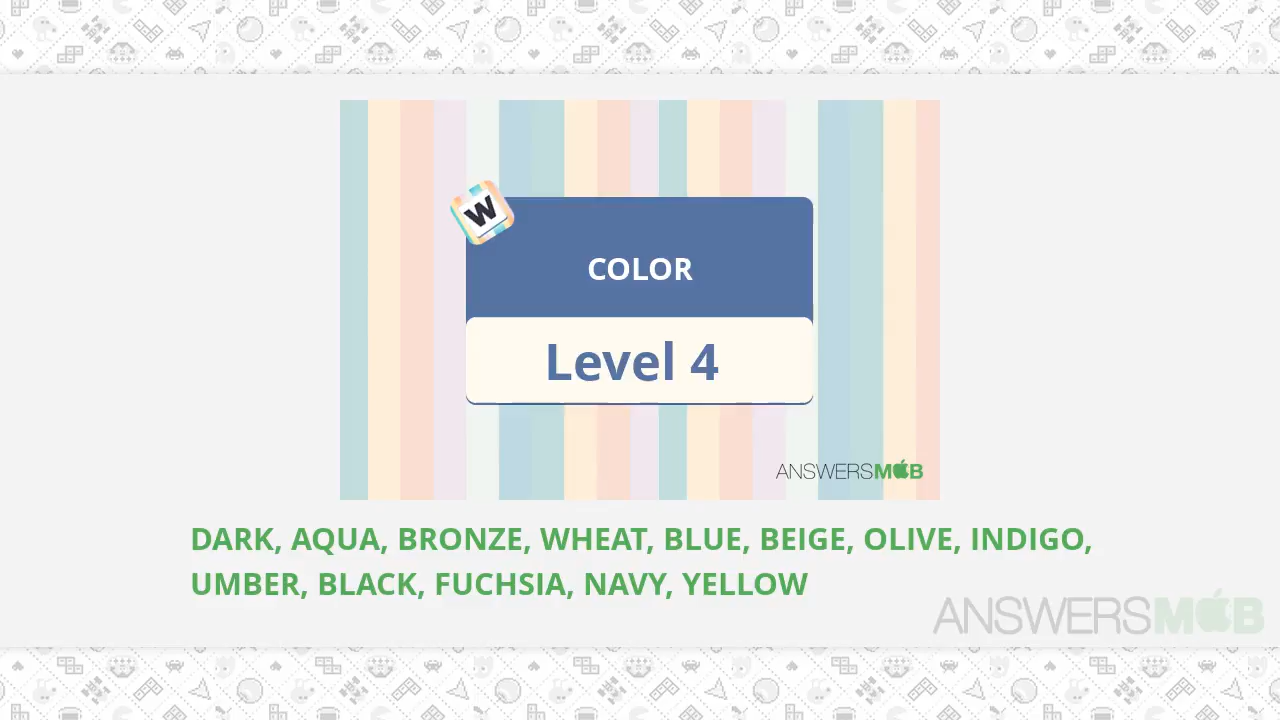 W
COLOR
Level 4
ANSWERSMOB
DARK, AQUA, BRONZE, WHEAT, BLUE, BEIGE, OLIVE, INDIGO,
UMBER, BLACK, FUCHSIA, NAVY, YELLOW
ANSWERSMOB